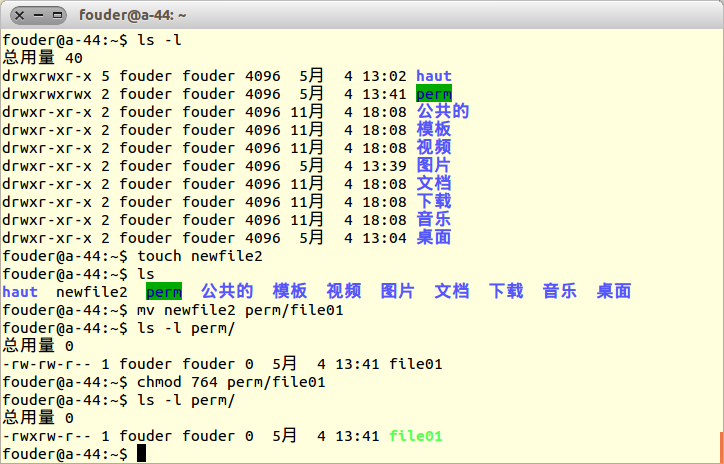 fouder@a-44: ~
fouder@a-44:~$ ls -l
总用量 40
drwxrwxr-x 5 fouder fouder 4096  5月  4 13:02 haut
drwxrwxrwx 2 fouder fouder 4096  5月  4 13:41 perm
drwxr-xr-x 2 fouder fouder 4096 11月  4 18:08 公共的
drwxr-xr-x 2 fouder fouder 4096 11月  4 18:08 模板
drwxr-xr-x 2 fouder fouder 4096 11月  4 18:08 视频
drwxr-xr-x 2 fouder fouder 4096  5月  4 13:39 图片
drwxr-xr-x 2 fouder fouder 4096 11月  4 18:08 文档
drwxr-xr-x 2 fouder fouder 4096 11月  4 18:08 下载
drwxr-xr-x 2 fouder fouder 4096 11月  4 18:08 音乐
drwxr-xr-x 2 fouder fouder 4096  5月  4 13:04 桌面
fouder@a-44:~$ touch newfile2
fouder@a-44:~$ ls
haut  newfile2  perm  公共的  模板  视频  图片  文档  下载  音乐  桌面
fouder@a-44:~$ mv newfile2 perm/file01
fouder@a-44:~$ ls -l perm/
总用量 0
-rw-rw-r-- 1 fouder fouder 0  5月  4 13:41 file01
fouder@a-44:~$ chmod 764 perm/file01
fouder@a-44:~$ ls -l perm/
总用量 0
-rwxrw-r-- 1 fouder fouder 0  5月  4 13:41 file01
fouder@a-44:~$